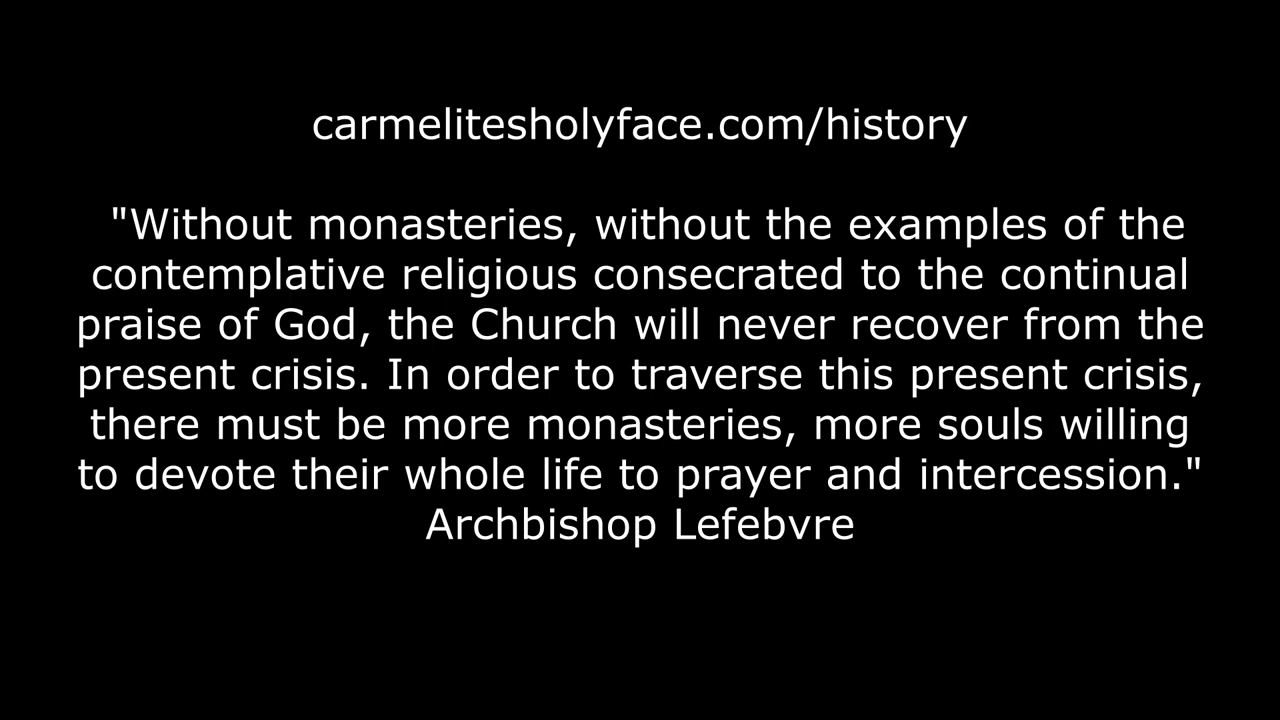 carmelitesholyface.com/history
"Without monasteries, without the examples of the
contemplative religious consecrated to the continual
praise of God, the Church will never recover from the
present crisis. In order to traverse this present crisis,
there must be more monasteries, more souls willing
to devote their whole life to prayer and intercession."
Archbishop Lefebvre